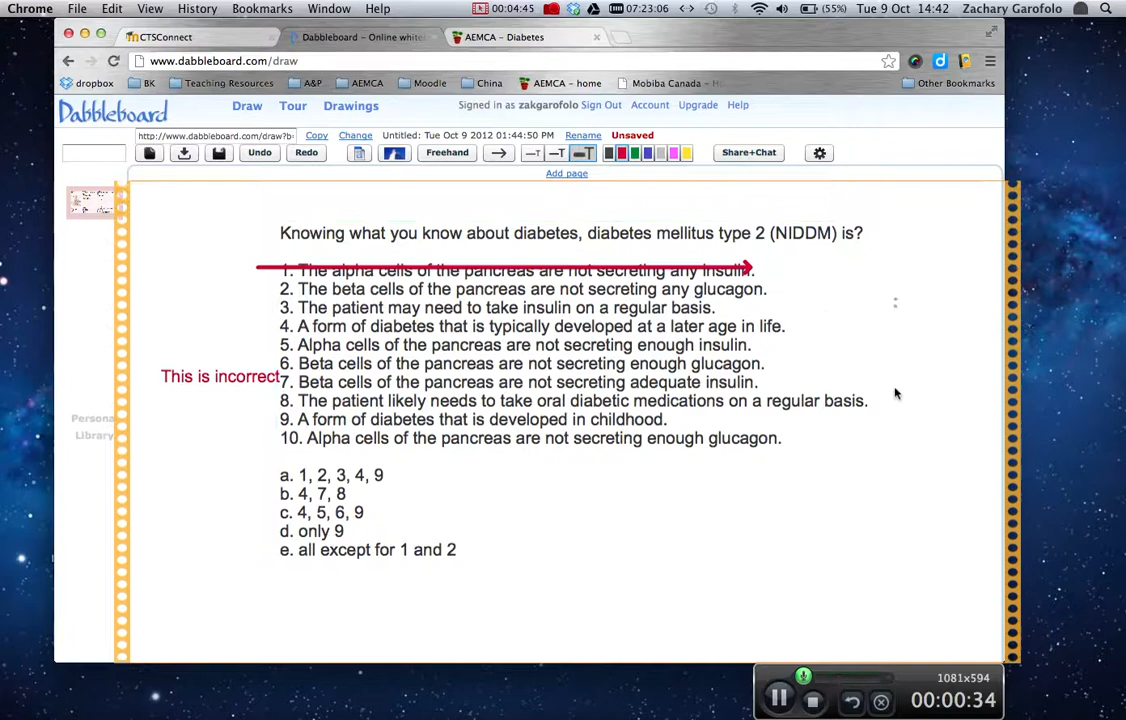 Chrome File Edit View History Bookmarks Window Help 00:04:45 07:23:06 (55%) Tue 9 Oct 14:42 Zachary Garofolo
CTSConnect Dabbleboard - Online white AEMCA - Diabetes
www.dabbleboard.com/draw
dropbox BK Teaching Resources A&P AEMCA Moodle China AEMCA - home Mobiba Canada - H Other Bookmarks
Dabbleboard Draw Tour Drawings Signed in as zakgarofolo Sign Out Account Upgrade Help
http://www.dabbleboard.com/draw?b= Copy Change Untitled: Tue Oct 9 2012 01:44:50 PM Rename Unsaved
Undo Redo Freehand T T T Share+Chat
Add page
Knowing what you know about diabetes, diabetes mellitus type 2 (NIDDM) is?
1. The alpha cells of the pancreas are not secreting any insulin.
2. The beta cells of the pancreas are not secreting any glucagon.
3. The patient may need to take insulin on a regular basis.
4. A form of diabetes that is typically developed at a later age in life.
5. Alpha cells of the pancreas are not secreting enough insulin.
6. Beta cells of the pancreas are not secreting enough glucagon.
This is incorrect
7. Beta cells of the pancreas are not secreting adequate insulin.
8. The patient likely needs to take oral diabetic medications on a regular basis.
9. A form of diabetes that is developed in childhood.
10. Alpha cells of the pancreas are not secreting enough glucagon.
Persona
Library
a. 1, 2, 3, 4, 9
b. 4, 7, 8
c. 4, 5, 6, 9
d. only 9
e. all except for 1 and 2
1081x594
00:00:34